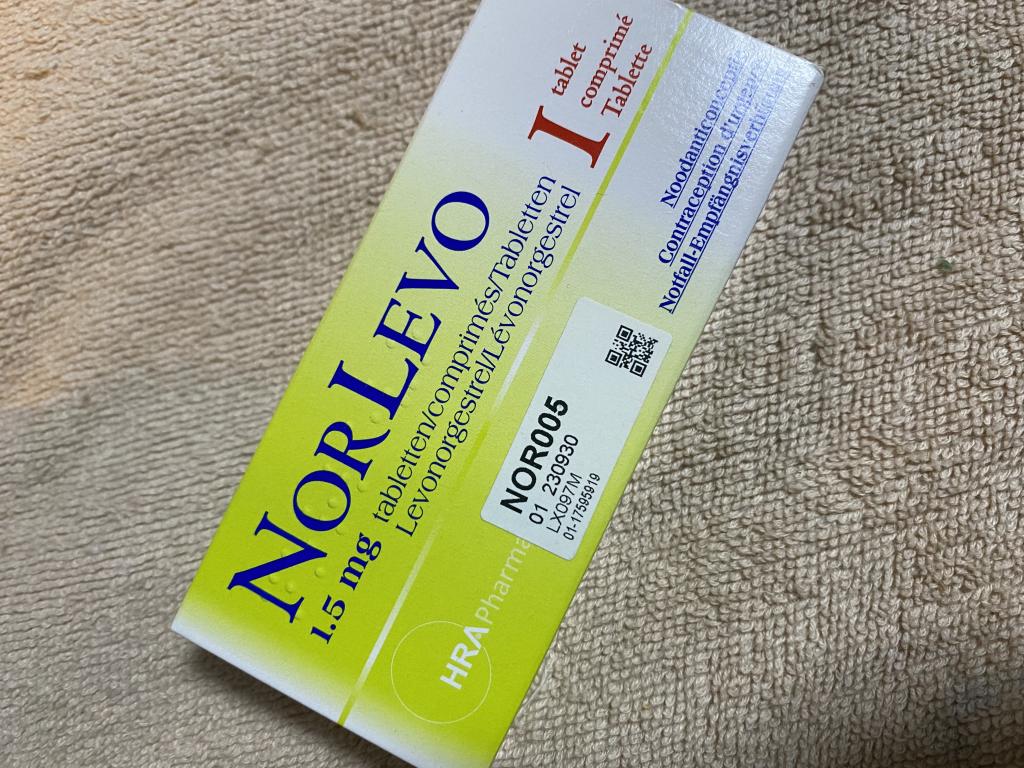 NORLEVO
1.5 mg tabletten/comprimés/Tabletten
Levonorgestrel/Lévonorgestrel
1
tablet
comprimé
Tablette
Contraception d'urgence
Notfall-Empfängnisverhütung
NOR005
01 230930
LX097M
01-17595919
HRA Pharma